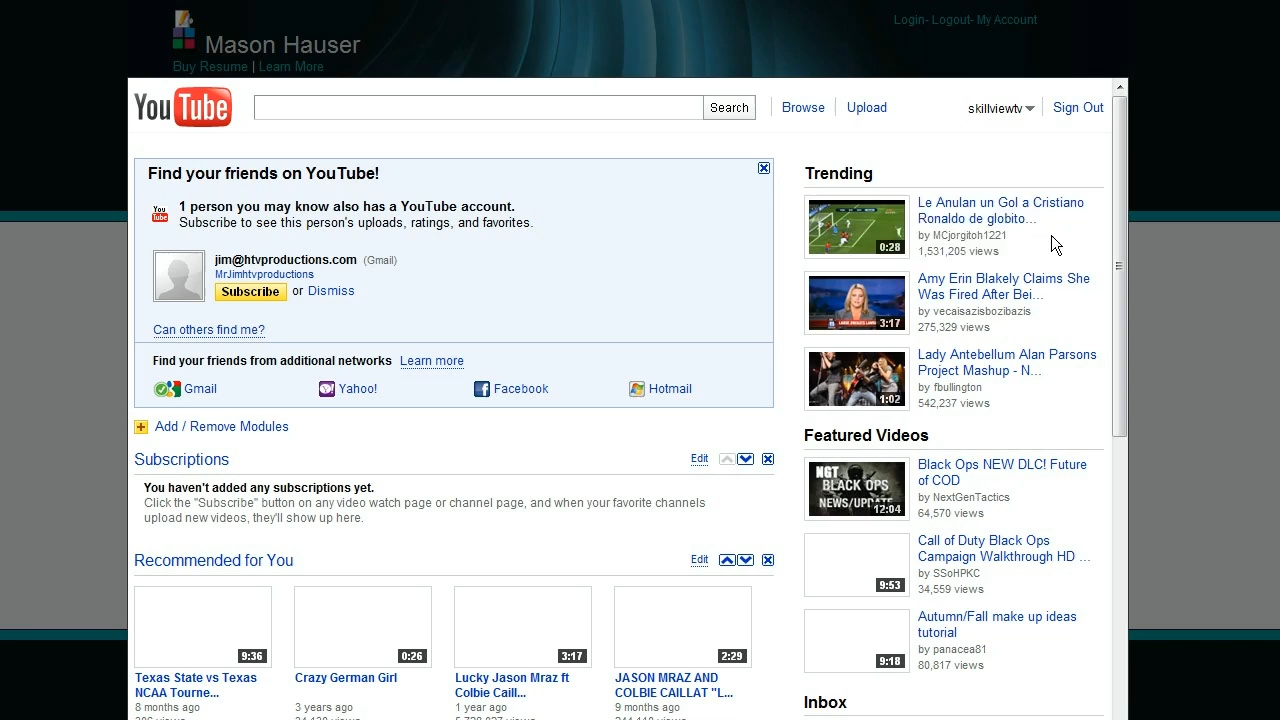 Login- Logout- My Account
Mason Hauser
Buy Resume | Learn More
YouTube
Search
Browse
Upload
skillviewtv
Sign Out
Find your friends on YouTube!
You
Tube
1 person you may know also has a YouTube account.
Subscribe to see this person's uploads, ratings, and favorites.
jim@htvproductions.com (Gmail)
MrJimhtvproductions
Subscribe or Dismiss
Can others find me?
Find your friends from additional networks Learn more
Gmail
Yahoo!
Facebook
Hotmail
Add / Remove Modules
Subscriptions
Edit
You haven't added any subscriptions yet.
Click the "Subscribe" button on any video watch page or channel page, and when your favorite channels
upload new videos, they'll show up here.
Recommended for You
Edit
9:36
0:26
3:17
2:29
Texas State vs Texas
NCAA Tourne...
8 months ago
Crazy German Girl
3 years ago
Lucky Jason Mraz ft
Colbie Caill...
1 year ago
JASON MRAZ AND
COLBIE CAILLAT "L...
9 months ago
Trending
0:28
Le Anulan un Gol a Cristiano
Ronaldo de globito...
by MCjorgitoh1221
1,531,205 views
3:17
Amy Erin Blakely Claims She
Was Fired After Bei...
by vecaisazisbozibazis
275,329 views
1:02
Lady Antebellum Alan Parsons
Project Mashup - N...
by fbullington
542,237 views
Featured Videos
NGT
BLACK OPS
NEWS/UPDATE
12:04
Black Ops NEW DLC! Future
of COD
by NextGenTactics
64,570 views
9:53
Call of Duty Black Ops
Campaign Walkthrough HD ...
by SSoHPKC
34,559 views
9:18
Autumn/Fall make up ideas
tutorial
by panacea81
80,817 views
Inbox